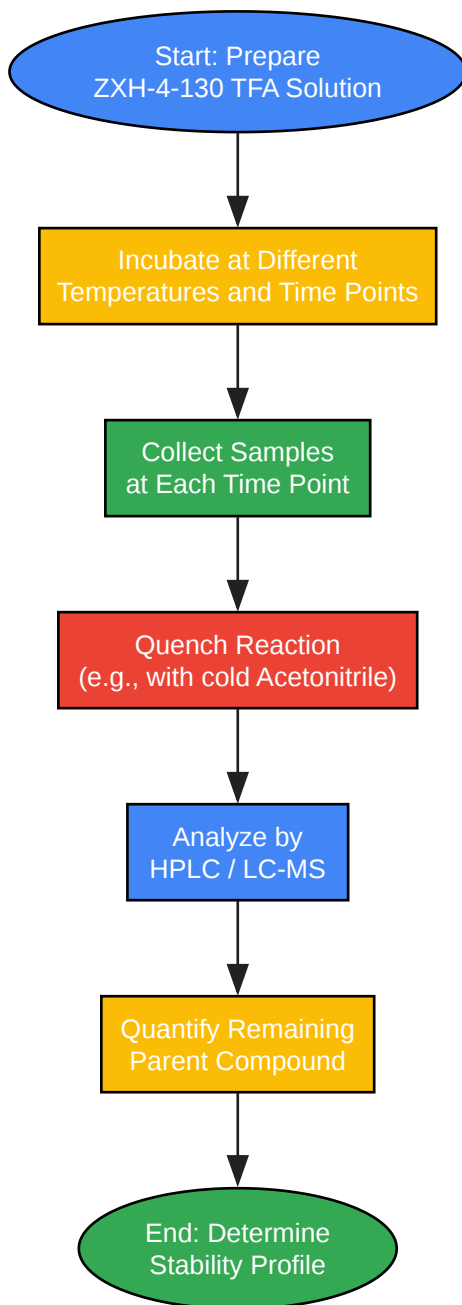 Start: Prepare
ZXH-4-130 TFA Solution
Incubate at Different
Temperatures and Time Points
Collect Samples
at Each Time Point
Quench Reaction
(e.g., with cold Acetonitrile)
Analyze by
HPLC / LC-MS
Quantify Remaining
Parent Compound
End: Determine
Stability Profile